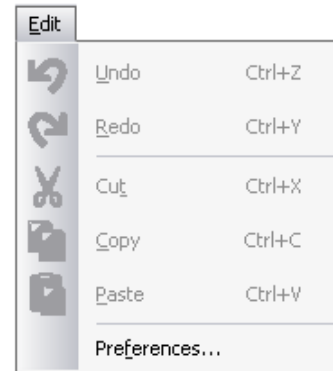 Edit
Undo Ctrl+Z
Redo Ctrl+Y
Cut Ctrl+X
Copy Ctrl+C
Paste Ctrl+V
Preferences...